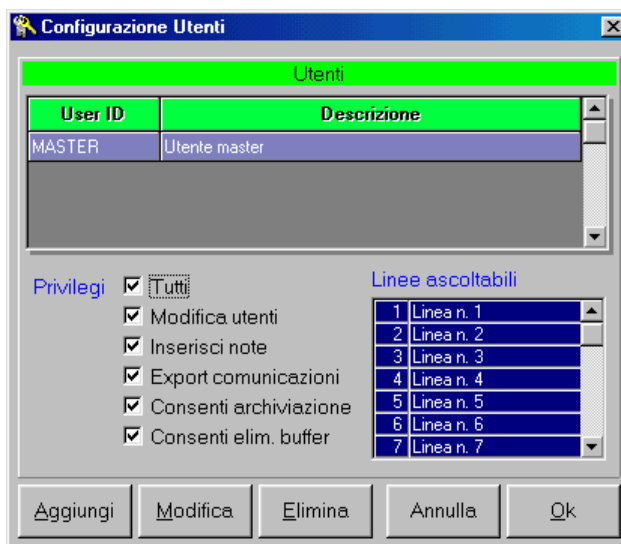 Configurazione Utenti
Utenti
User ID Descrizione
MASTER Utente master
Privilegi Tutti
Modifica utenti
Inserisci note
Export comunicazioni
Consenti archiviazione
Consenti elim. buffer
Linee ascoltabili
1 Linea n. 1
2 Linea n. 2
3 Linea n. 3
4 Linea n. 4
5 Linea n. 5
6 Linea n. 6
7 Linea n. 7
Aggiungi Modifica Elimina Annulla Ok